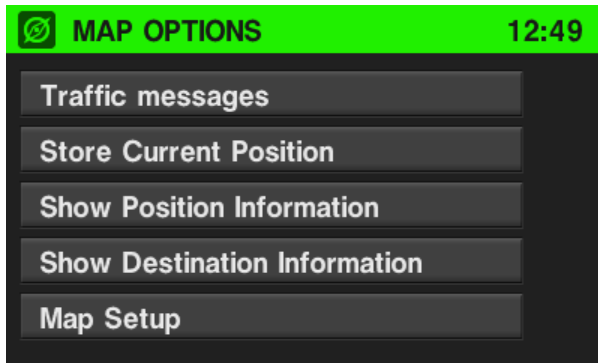 MAP OPTIONS 12:49
Traffic messages
Store Current Position
Show Position Information
Show Destination Information
Map Setup